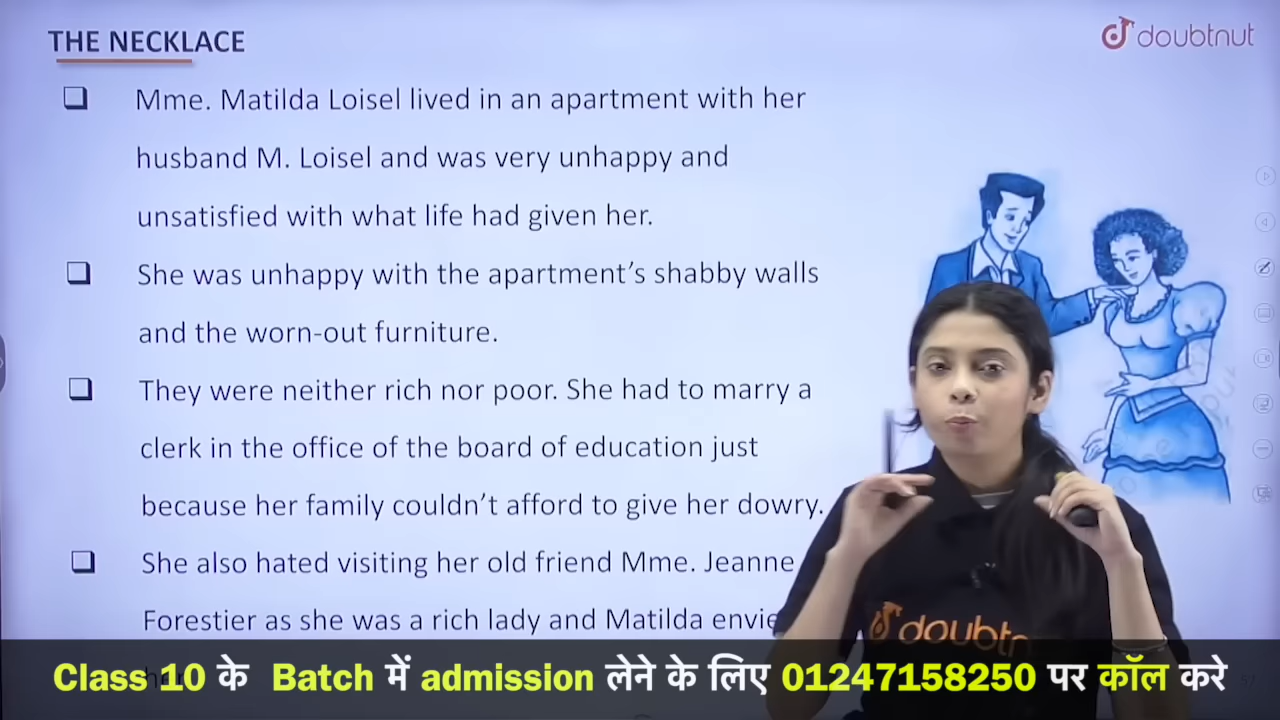 THE NECKLACE
doubtnut
❑ Mme. Matilda Loisel lived in an apartment with her
husband M. Loisel and was very unhappy and
unsatisfied with what life had given her.
❑ She was unhappy with the apartment’s shabby walls
and the worn-out furniture.
❑ They were neither rich nor poor. She had to marry a
clerk in the office of the board of education just
because her family couldn’t afford to give her dowry.
❑ She also hated visiting her old friend Mme. Jeanne
Forestier as she was a rich lady and Matilda
doubtn
Class 10 के Batch में admission लेने के लिए 01247158250 पर कॉल करे